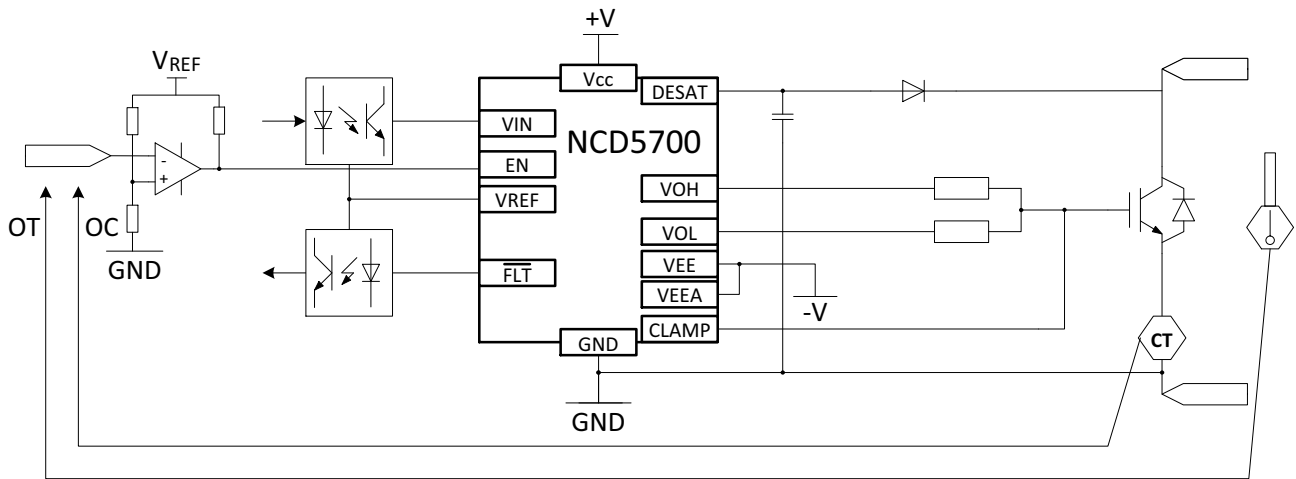 +V
VREF
Vcc
DESAT
NCD5700
VIN
EN
VREF
FLT
VOH
VOL
VEE
VEEA
CLAMP
GND
-
+
OT
OC
GND
-V
CT
GND